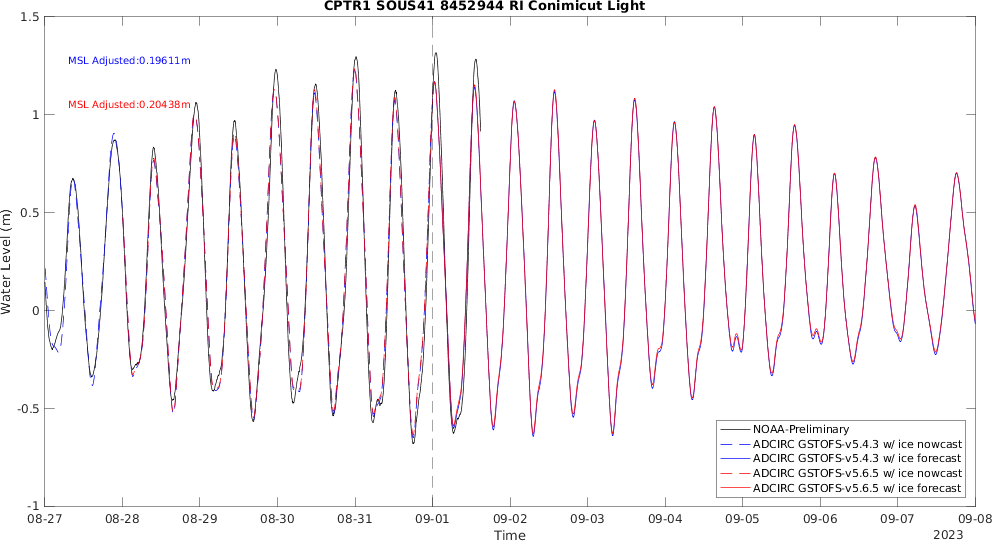 CPTR1 SOUS41 8452944 RI Conimicut Light
1.5
MSL Adjusted:0.19611m
MSL Adjusted:0.20438m
1
0.5
0
-0.5
-1
Water Level (m)
NOAA-Preliminary
ADCIRC GSTOFS-v5.4.3 w/ ice nowcast
ADCIRC GSTOFS-v5.4.3 w/ ice forecast
ADCIRC GSTOFS-v5.6.5 w/ ice nowcast
ADCIRC GSTOFS-v5.6.5 w/ ice forecast
08-27 08-28 08-29 08-30 08-31 09-01 09-02 09-03 09-04 09-05 09-06 09-07 09-08
Time
2023